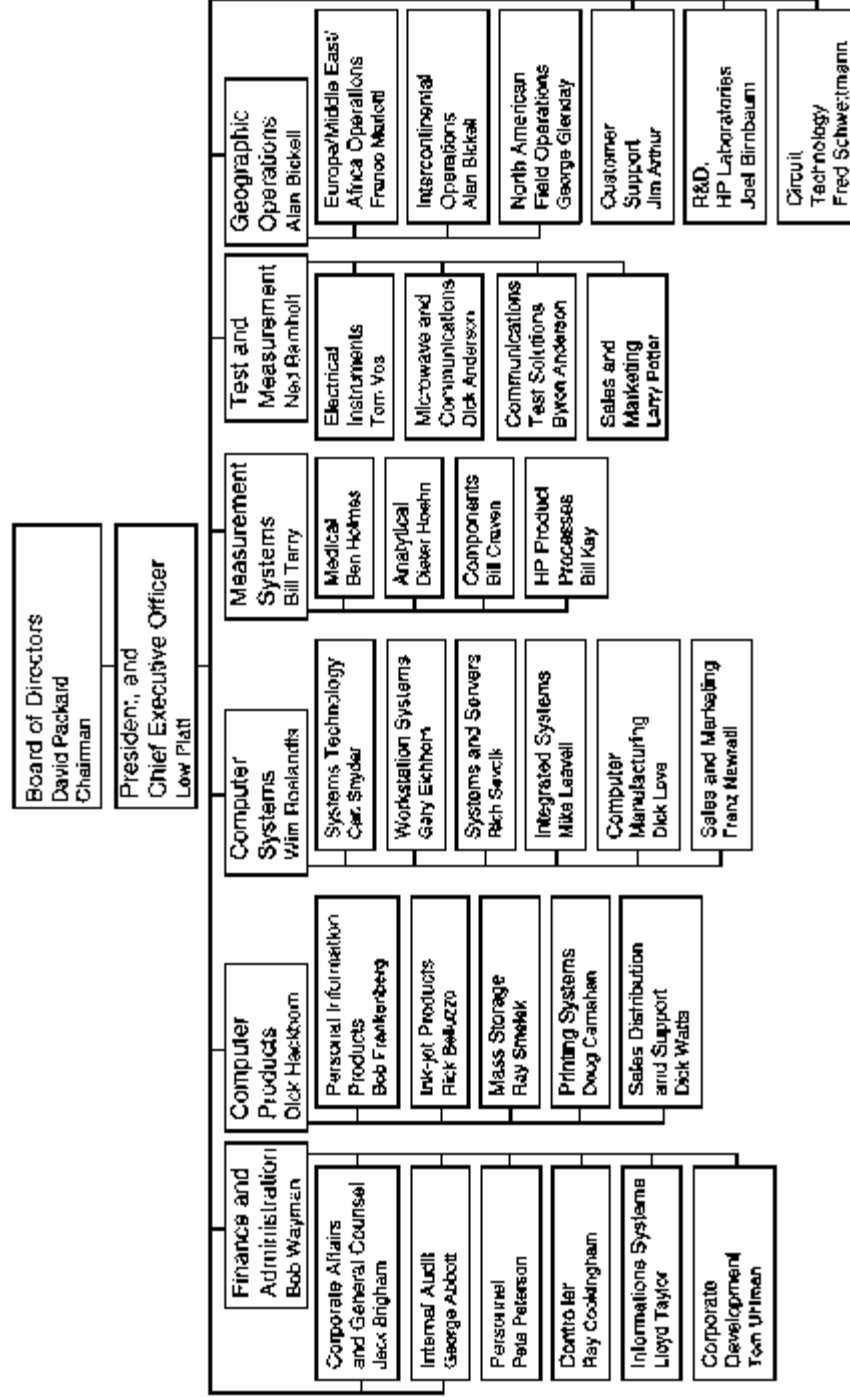 Board of Directors
David Packard
Chairman
President, and
Chief Executive Officer
Lew Platt
Finance and
Administration
Bob Wayman
Corporate Affairs
and General Counsel
Jack Brigham
Internal Audit
George Abbott
Personnel
Pete Peterson
Controller
Ray Cookingham
Informations Systems
Lloyd Taylor
Corporate
Development
Tom Uhlman
Computer
Products
Dick Hackborn
Personal Information
Products
Bob Frankenberg
Ink-jet Products
Rick Belluzzo
Mass Storage
Ray Smelek
Printing Systems
Doug Carnahan
Sales Distribution
and Support
Dick Watts
Computer
Systems
Wim Roelandts
Systems Technology
Carl Snyder
Workstation Systems
Gary Eichhorn
Systems and Servers
Rich Sevcik
Integrated Systems
Mike Leavell
Computer
Manufacturing
Dick Love
Sales and Marketing
Franz Nawratil
Measurement
Systems
Bill Terry
Medical
Ben Holmes
Analytical
Dieter Hoehn
Components
Bill Craven
HP Product
Processes
Bill Kay
Test and
Measurement
Ned Barnholt
Electrical
Instruments
Tom Vos
Microwave and
Communications
Dick Anderson
Communications
Test Solutions
Byron Anderson
Sales and
Marketing
Larry Potter
Geographic
Operations
Alan Bickell
Europe/Middle East/
Africa Operations
Franco Mariotti
Intercontinental
Operations
Alan Bickell
North American
Field Operations
George Glenday
Customer
Support
Jim Arthur
R&D,
HP Laboratories
Joel Birnbaum
Circuit
Technology
Fred Schwettmann